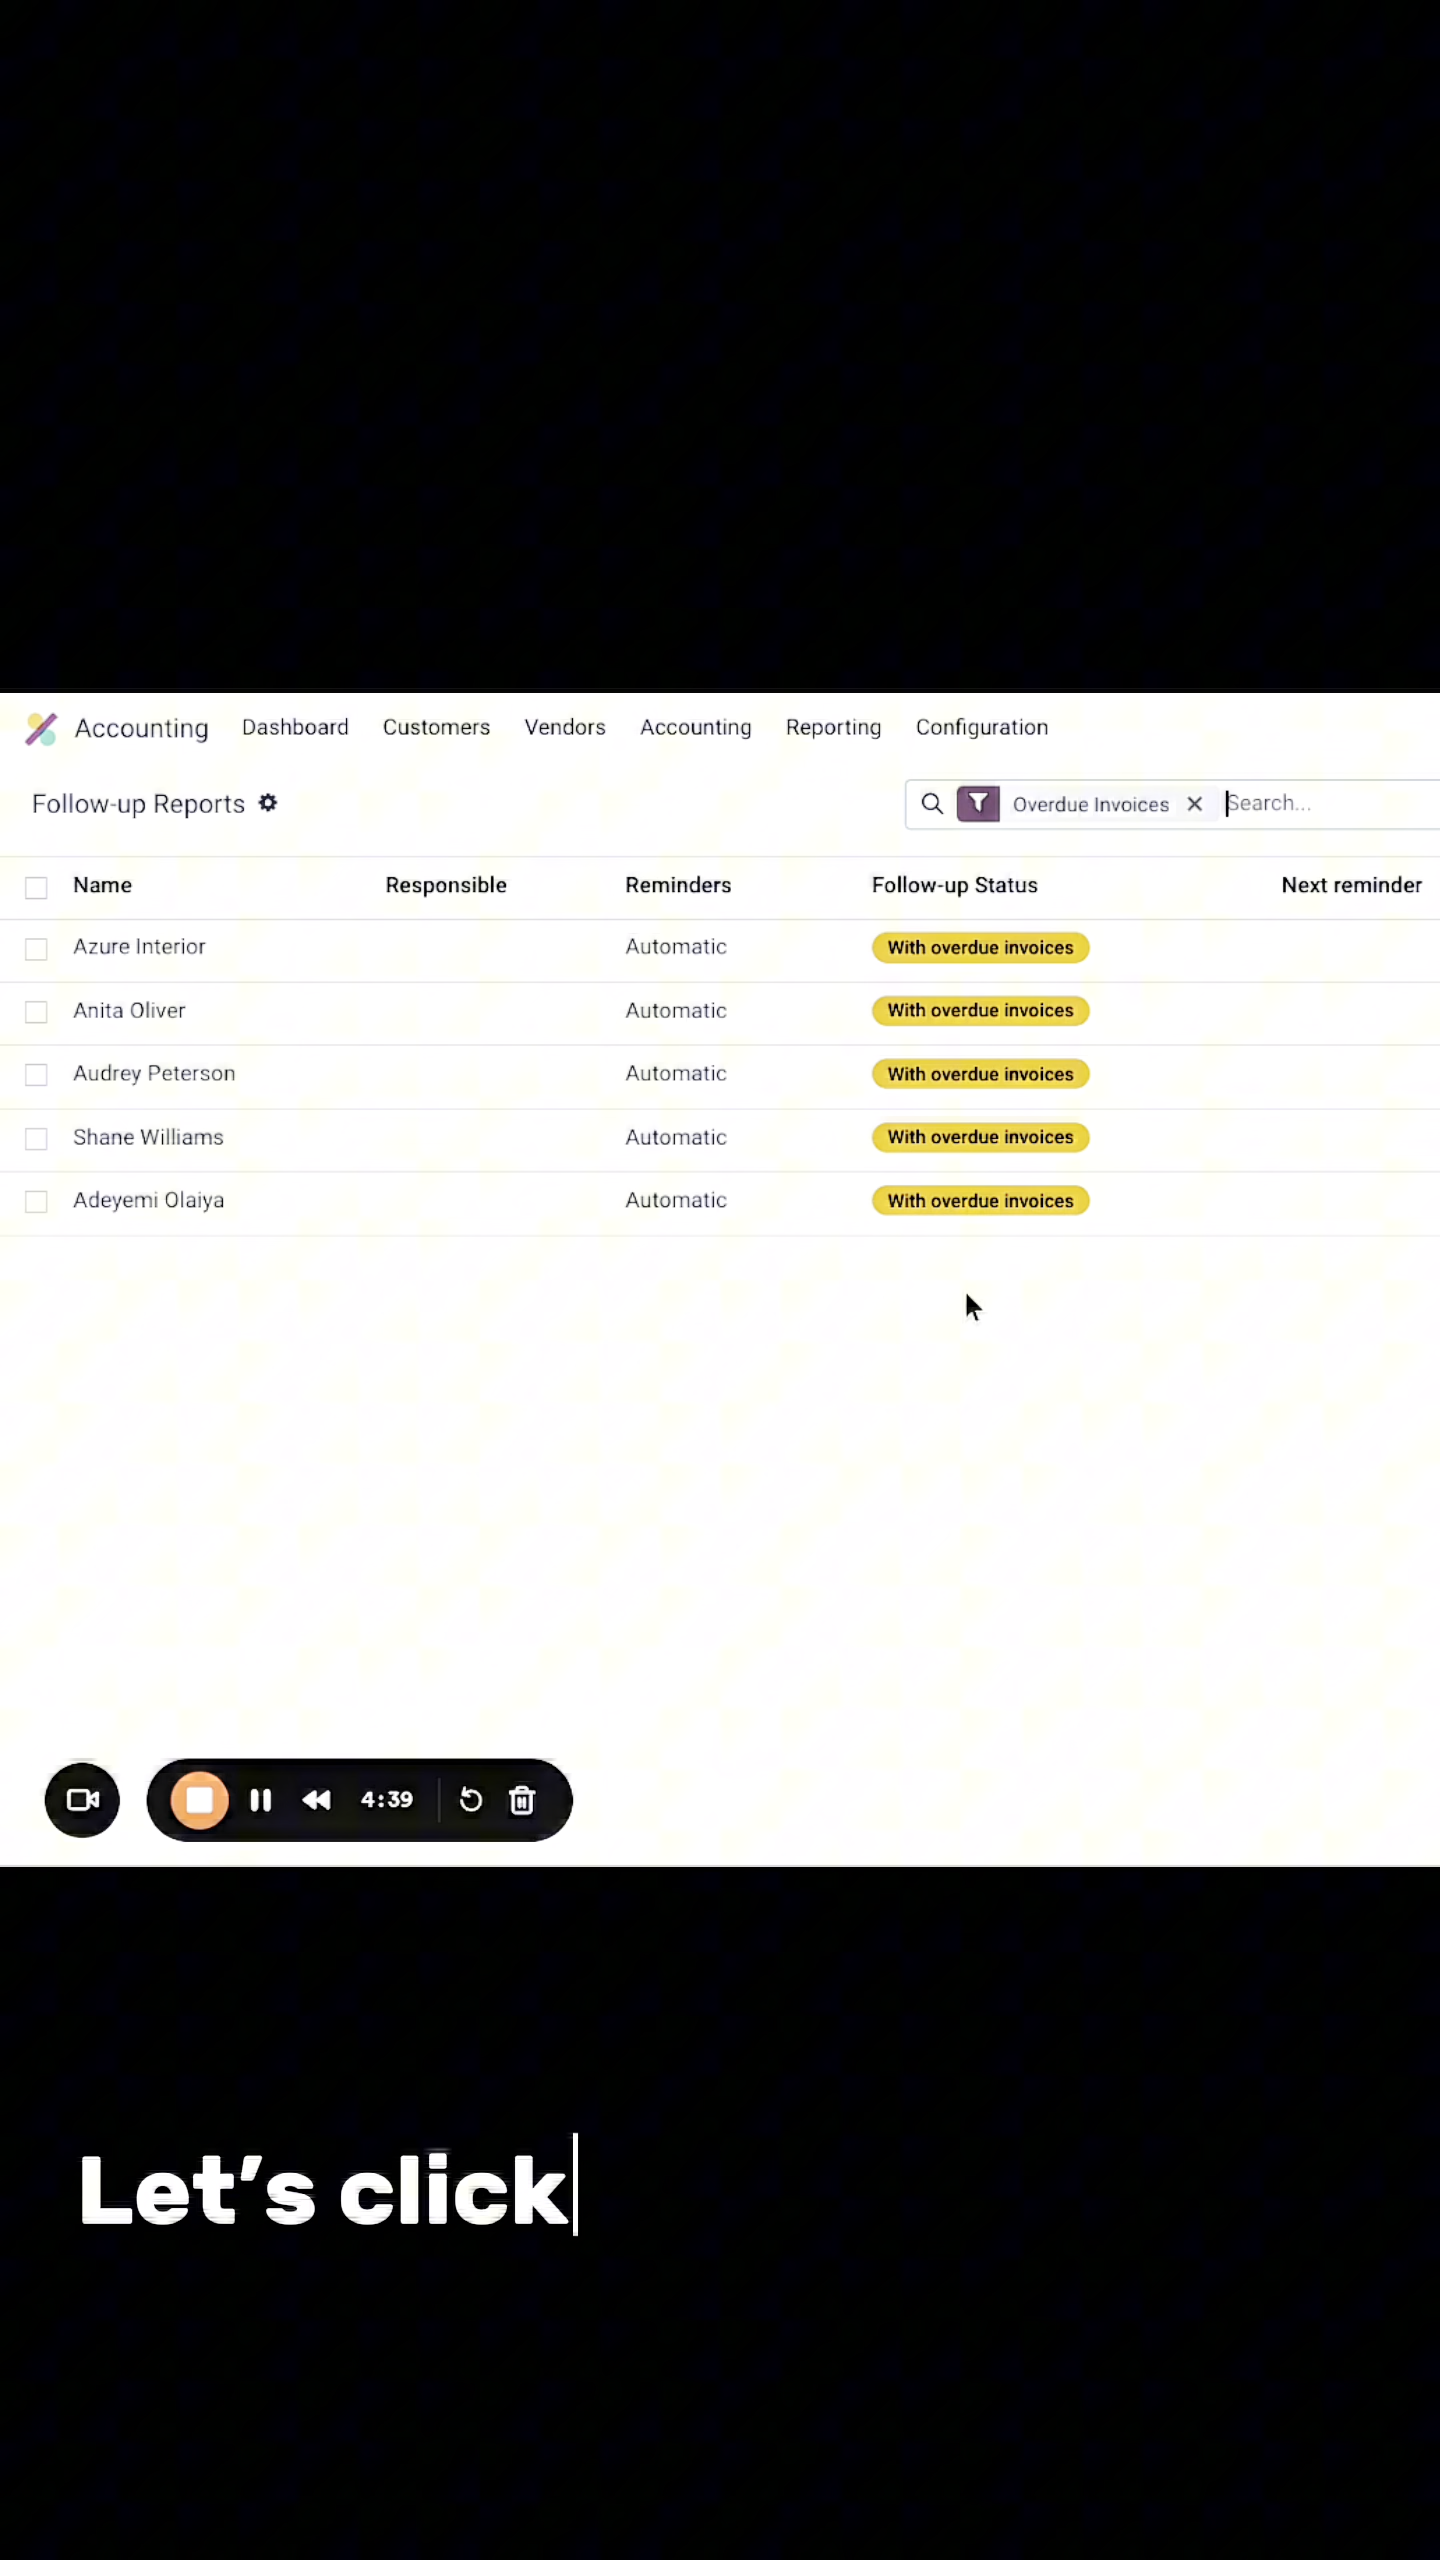 Accounting Dashboard Customers Vendors Accounting Reporting Configuration
Follow-up Reports Overdue Invoices Search...
Name Responsible Reminders Follow-up Status Next reminder
Azure Interior Automatic With overdue invoices
Anita Oliver Automatic With overdue invoices
Audrey Peterson Automatic With overdue invoices
Shane Williams Automatic With overdue invoices
Adeyemi Olaiya Automatic With overdue invoices
4:39
Let’s click